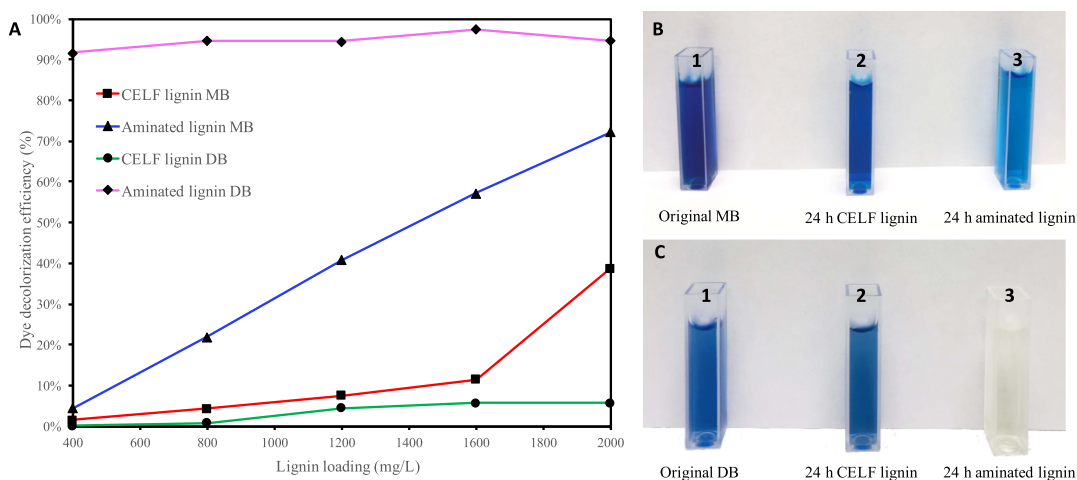 A
Dye decolorization efficiency (%)
100%
90%
80%
70%
60%
50%
40%
30%
20%
10%
0%
CELF lignin MB
Aminated lignin MB
CELF lignin DB
Aminated lignin DB
400 600 800 1000 1200 1400 1600 1800 2000
Lignin loading (mg/L)
B
1 2 3
Original MB 24 h CELF lignin 24 h aminated lignin
C
1 2 3
Original DB 24 h CELF lignin 24 h aminated lignin